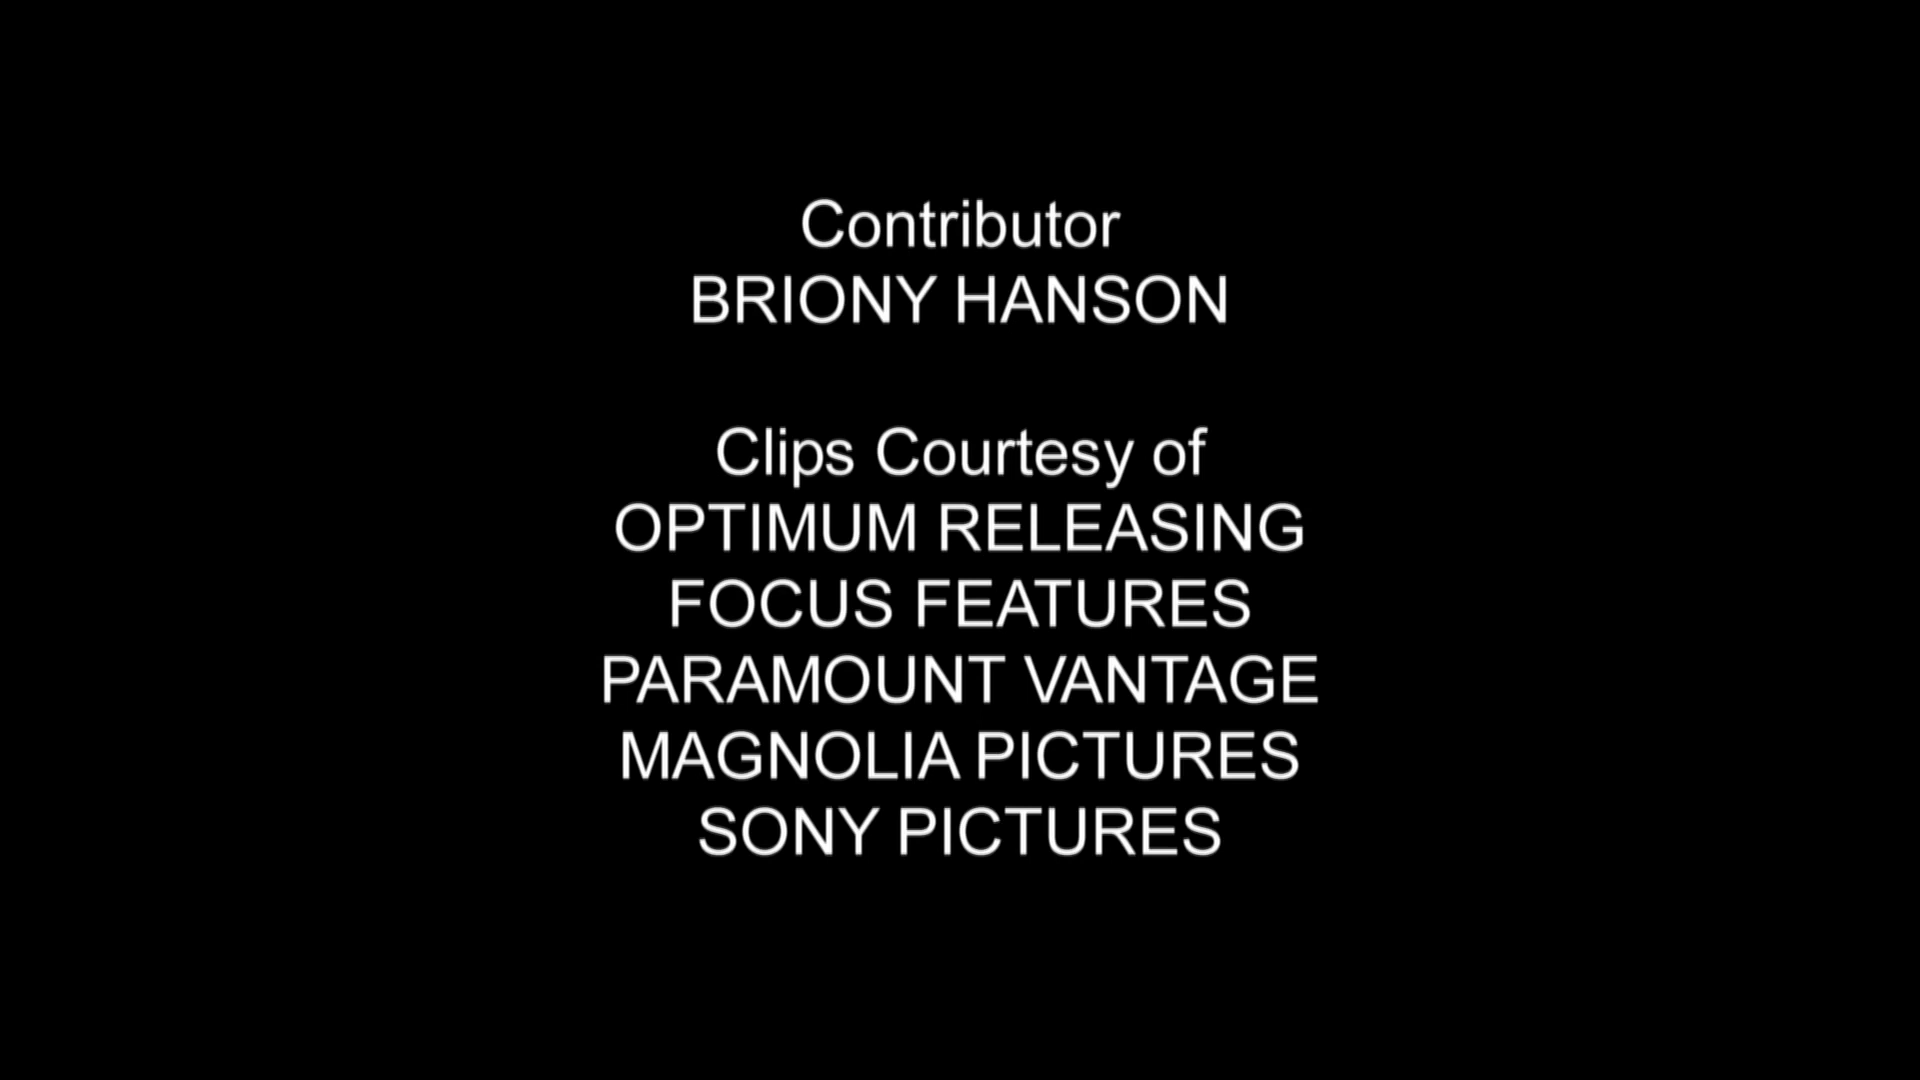 Contributor
BRIONY HANSON
Clips Courtesy of
OPTIMUM RELEASING
FOCUS FEATURES
PARAMOUNT VANTAGE
MAGNOLIA PICTURES
SONY PICTURES